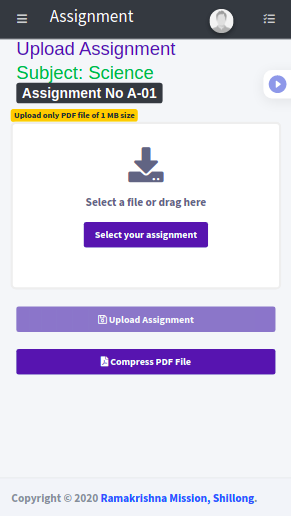 Assignment
Upload Assignment
Subject: Science
Assignment No A-01
Upload only PDF file of 1 MB size
Select a file or drag here
Select your assignment
Upload Assignment
Compress PDF File
Copyright © 2020 Ramakrishna Mission, Shillong.